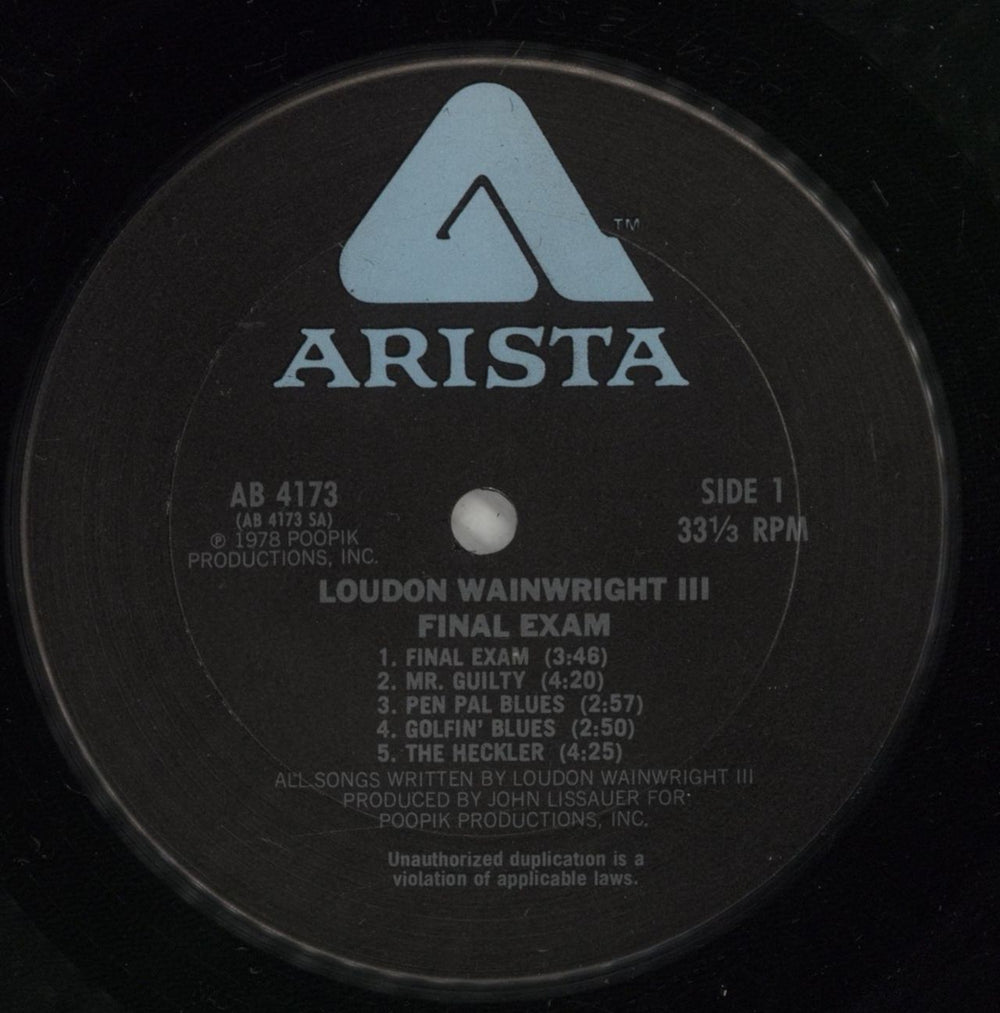 TM
ARISTA
AB 4173
(AB 4173 SA)
℗ 1978 POOPIK
PRODUCTIONS, INC.
SIDE 1
33⅓ RPM
LOUDON WAINWRIGHT III
FINAL EXAM
1. FINAL EXAM (3:46)
2. MR. GUILTY (4:20)
3. PEN PAL BLUES (2:57)
4. GOLFIN' BLUES (2:50)
5. THE HECKLER (4:25)
ALL SONGS WRITTEN BY LOUDON WAINWRIGHT III
PRODUCED BY JOHN LISSAUER FOR
POOPIK PRODUCTIONS, INC.
Unauthorized duplication is a
violation of applicable laws.